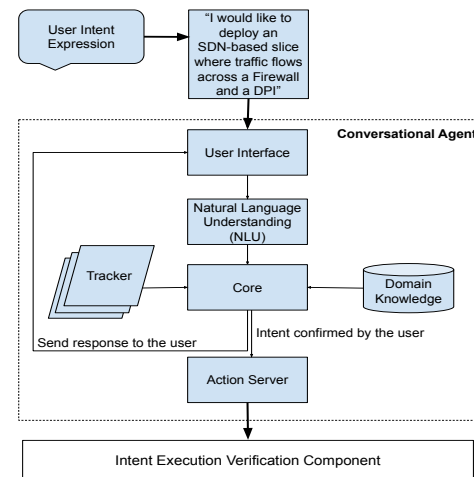 User Intent
Expression
“I would like to
deploy an
SDN-based slice
where traffic flows
across a Firewall
and a DPI”
Conversational Agent
User Interface
Natural Language
Understanding
(NLU)
Tracker
Core
Domain
Knowledge
Intent confirmed by the user
Send response to the user
Action Server
Intent Execution Verification Component